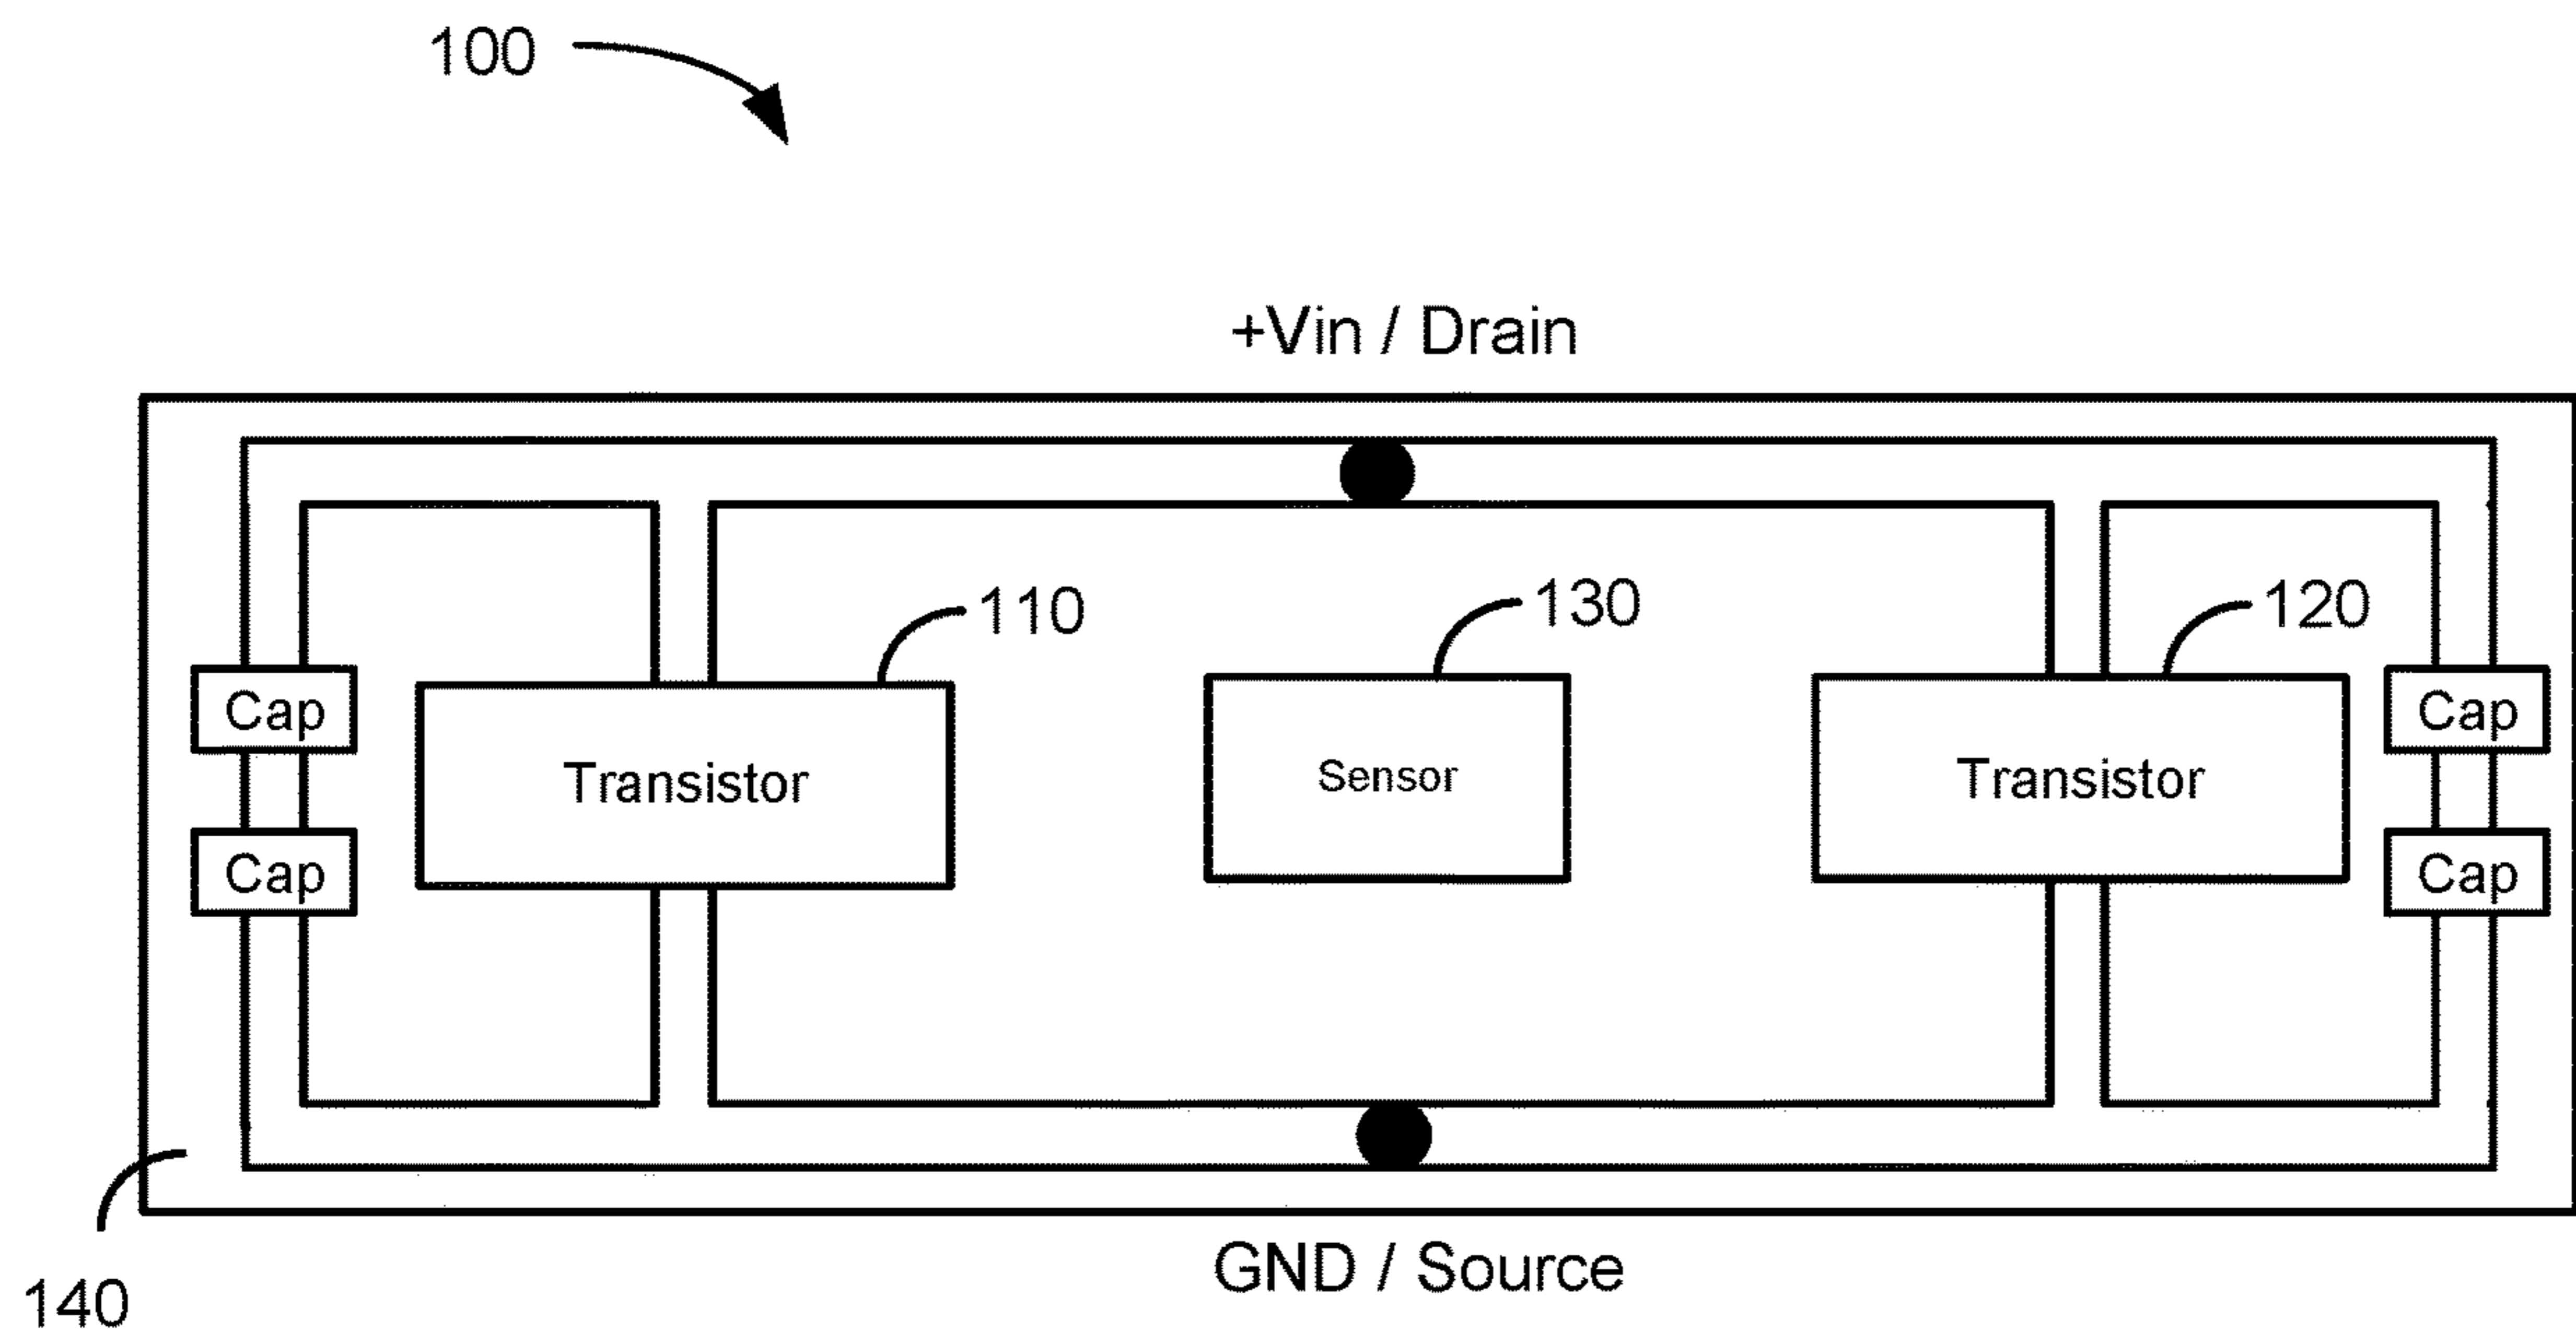 100
+Vin / Drain
110
130
120
Cap
Cap
Transistor
Sensor
Transistor
Cap
Cap
140
GND / Source